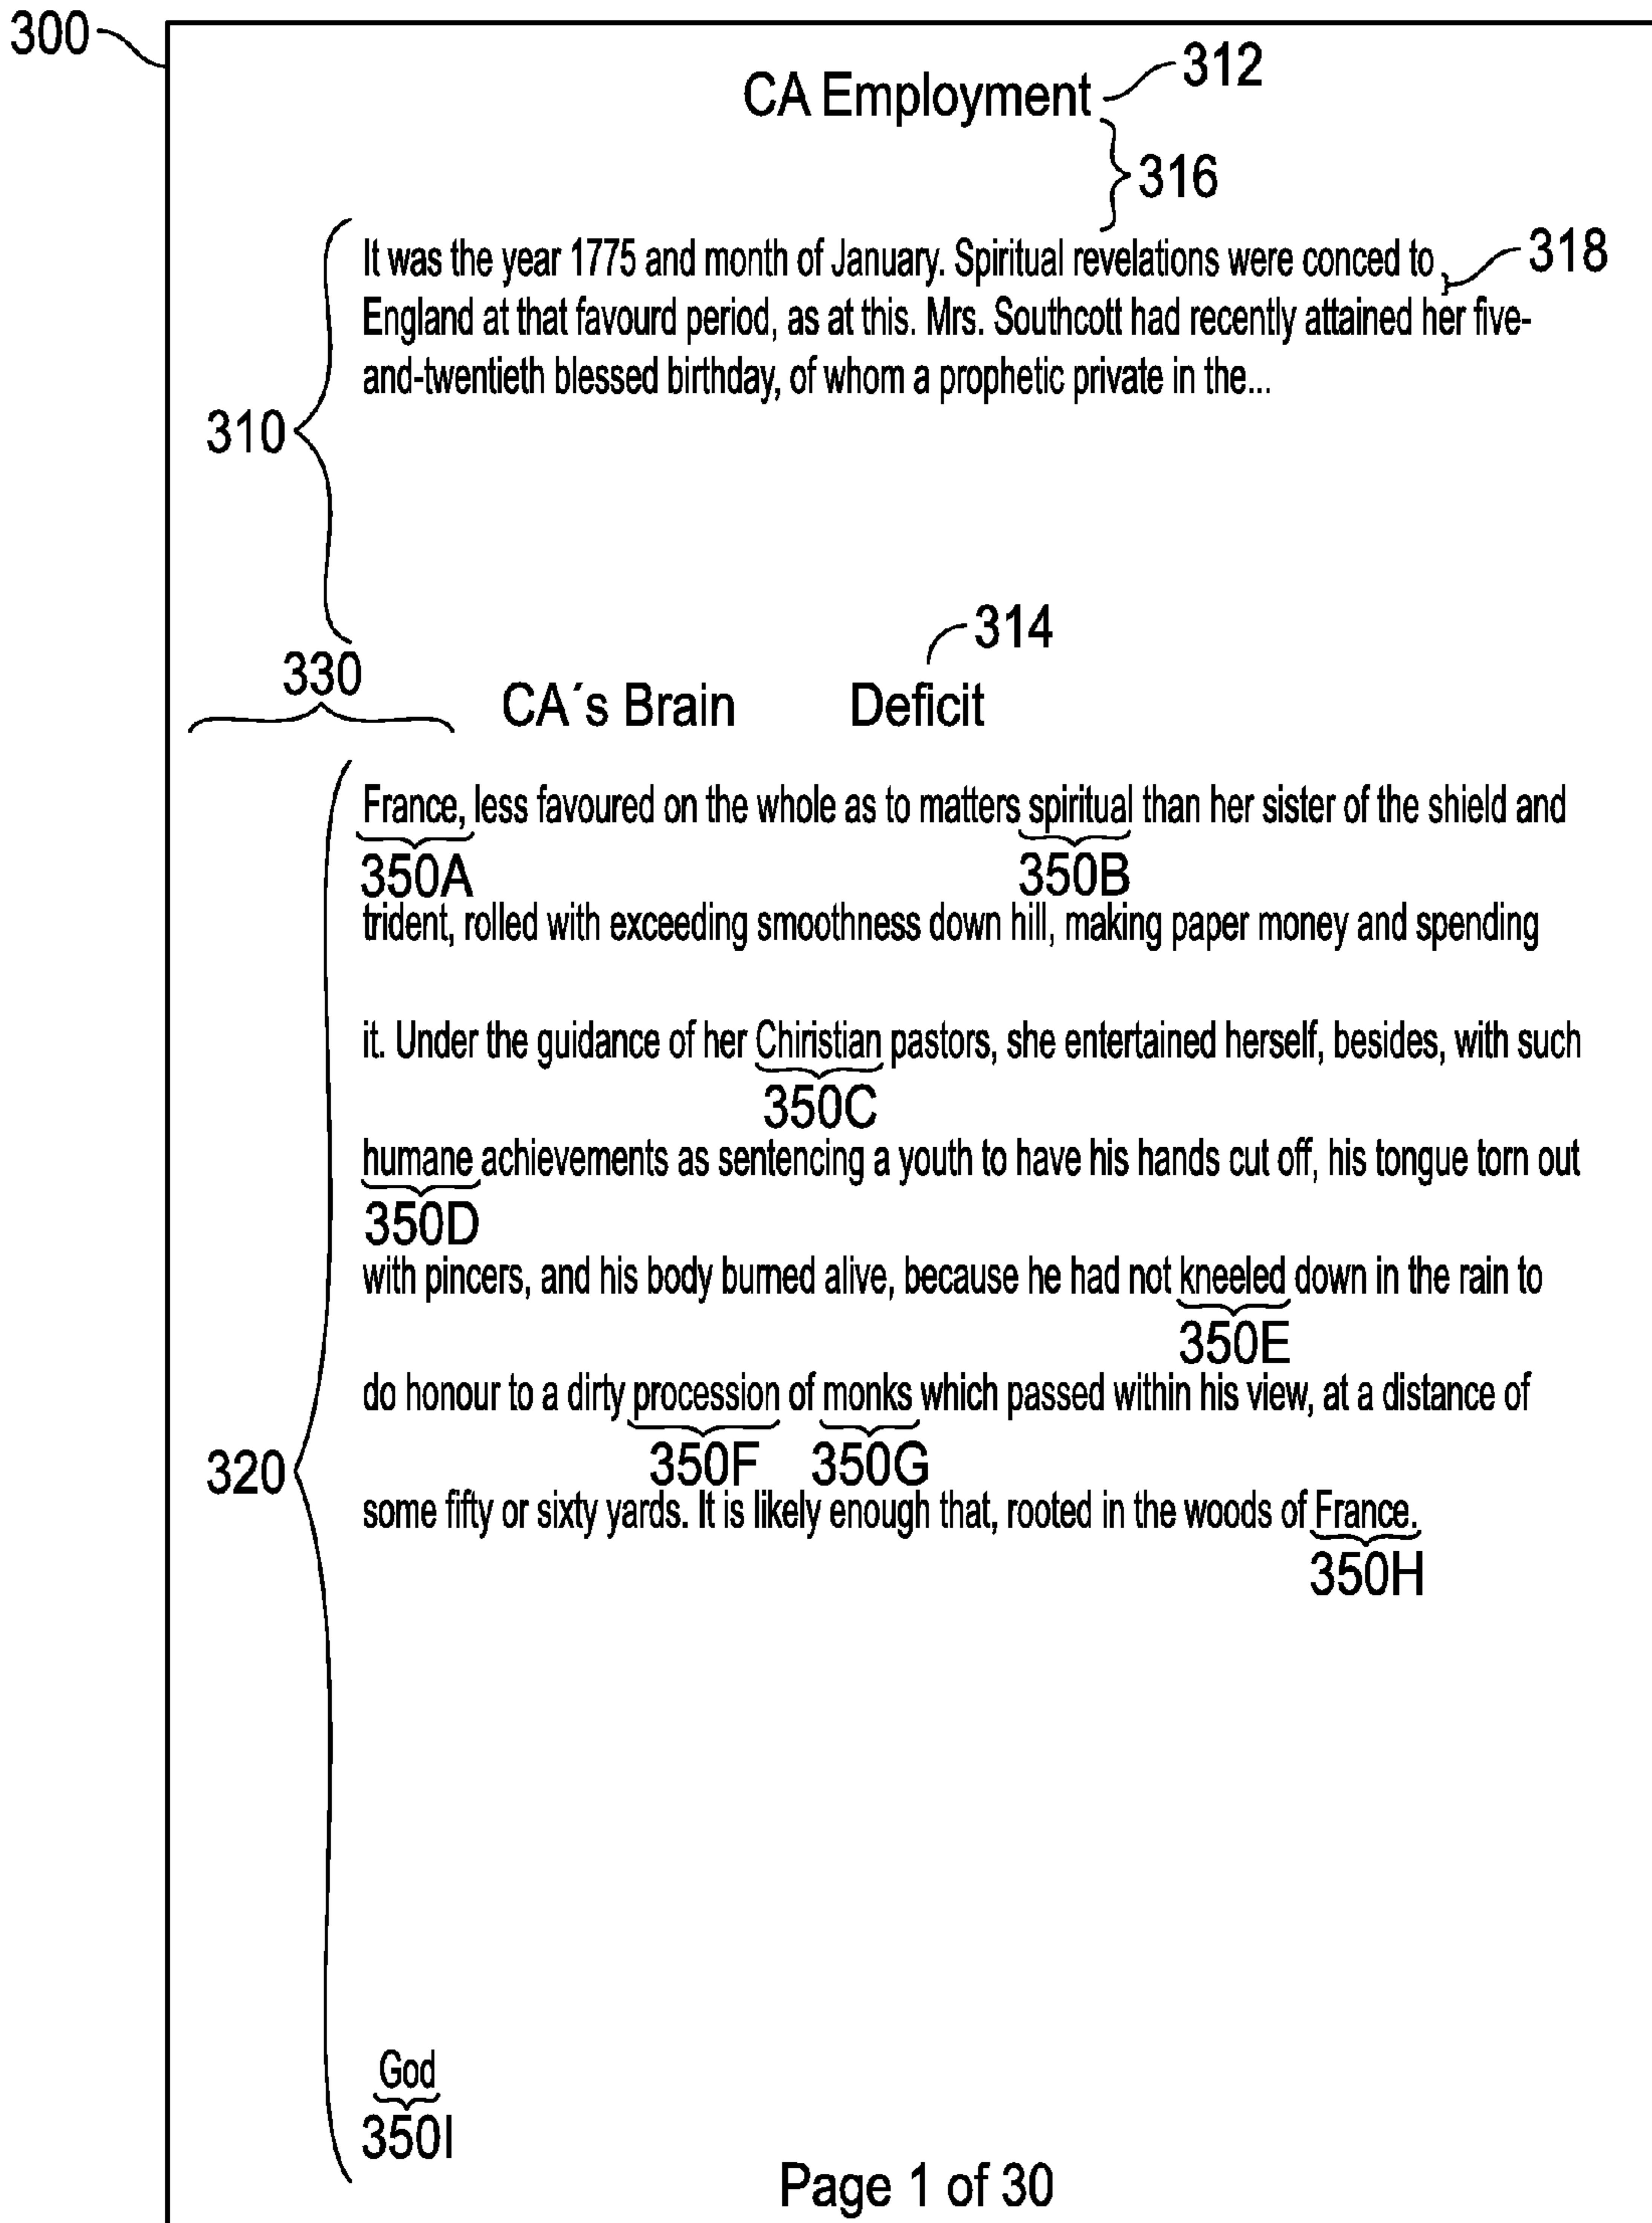 300
CA Employment 312
316
It was the year 1775 and month of January. Spiritual revelations were conced to 318
England at that favourd period, as at this. Mrs. Southcott had recently attained her five-
and-twentieth blessed birthday, of whom a prophetic private in the...
310
314
330
CA´s Brain Deficit
France, less favoured on the whole as to matters spiritual than her sister of the shield and
350A 350B
trident, rolled with exceeding smoothness down hill, making paper money and spending
it. Under the guidance of her Chiristian pastors, she entertained herself, besides, with such
350C
humane achievements as sentencing a youth to have his hands cut off, his tongue torn out
350D
with pincers, and his body burned alive, because he had not kneeled down in the rain to
350E
do honour to a dirty procession of monks which passed within his view, at a distance of
350F 350G
320
some fifty or sixty yards. It is likely enough that, rooted in the woods of France.
350H
God
350I
Page 1 of 30